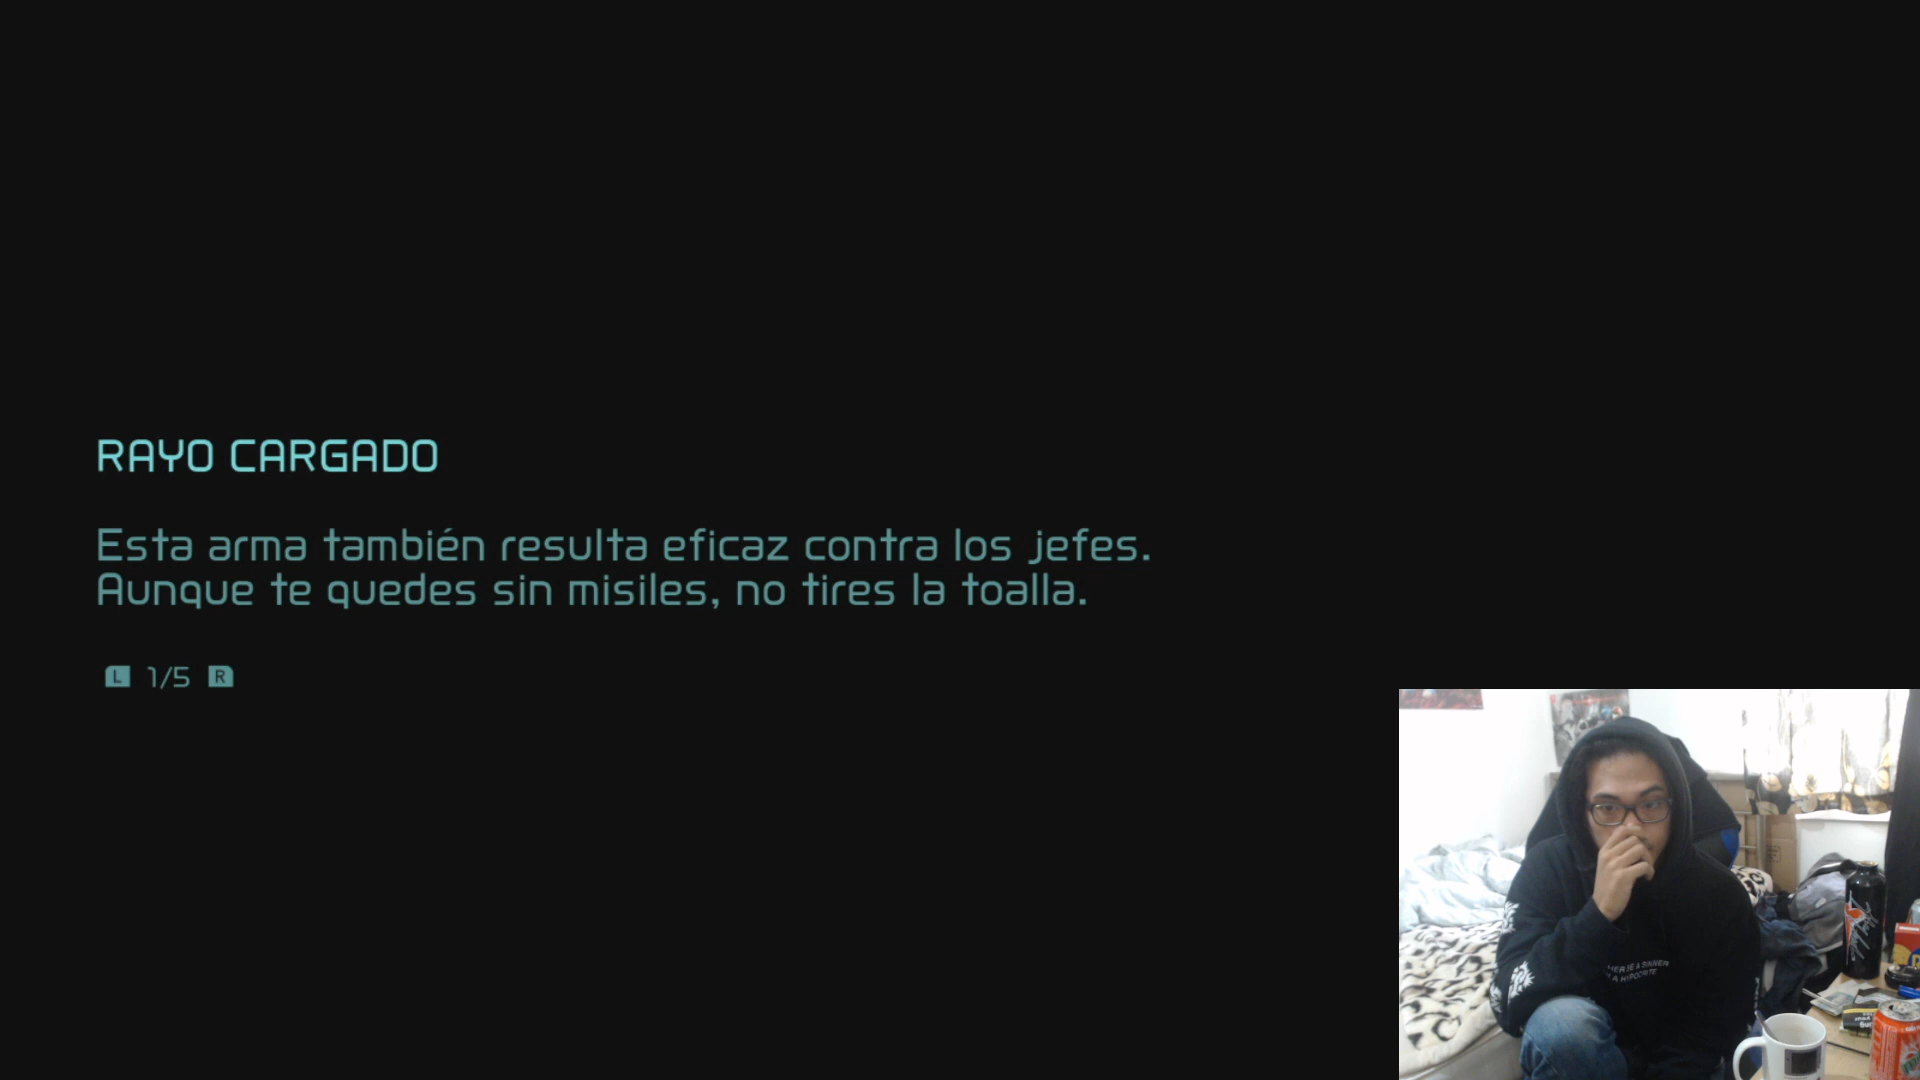 RAYO CARGADO
Esta arma también resulta eficaz contra los jefes.
Aunque te quedes sin misiles, no tires la toalla.
L 1/5 R
A HYPOCRITE